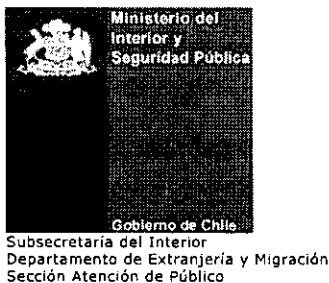 Ministerio del
Interior y
Seguridad Pública
Gobierno de Chile
Subsecretaría del Interior
Departamento de Extranjería y Migración
Sección Atención de Público